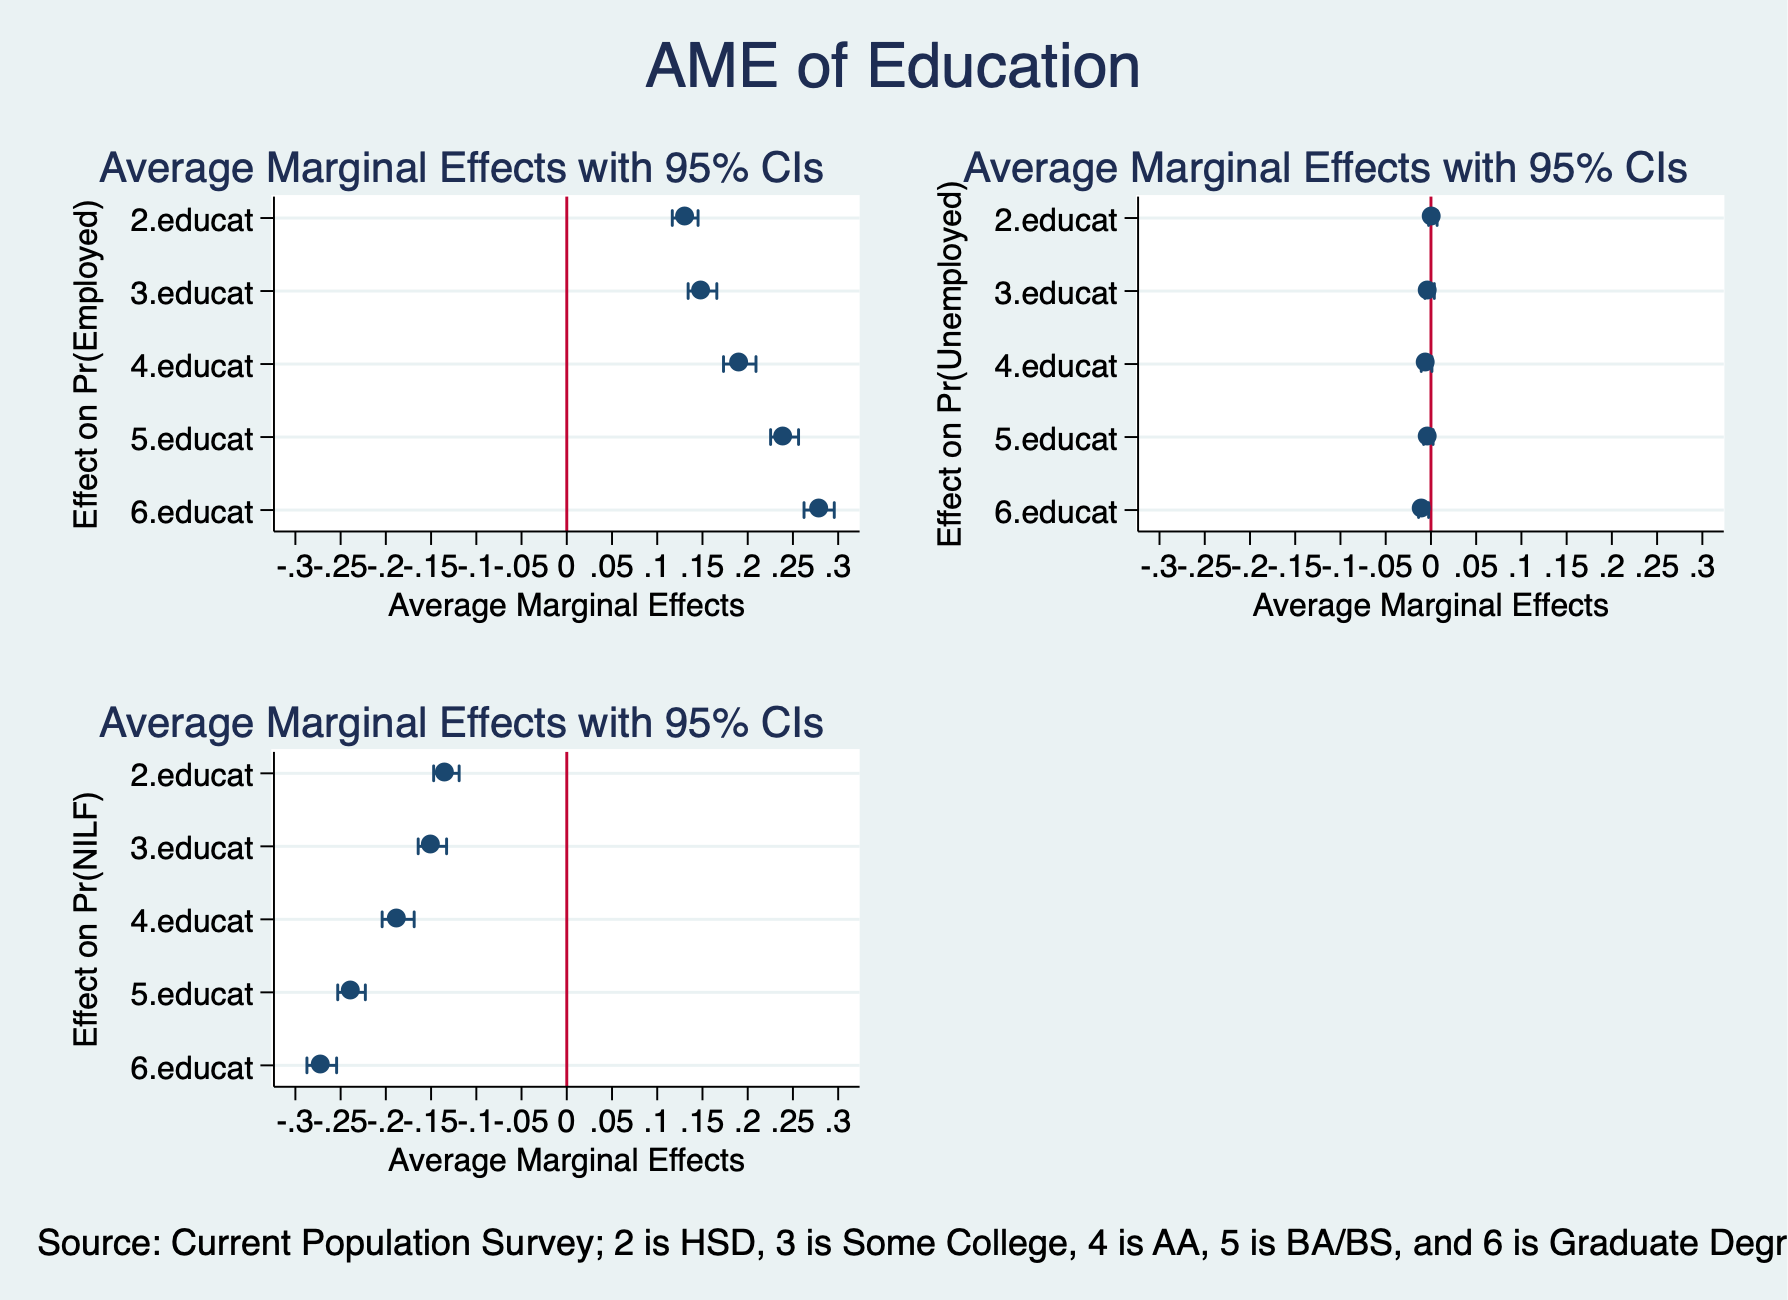 AME of Education
Average Marginal Effects with 95% CIs
Effect on Pr(Employed)
2.educat
3.educat
4.educat
5.educat
6.educat
-.3 -.25 -.2 -.15 -.1 -.05 0 .05 .1 .15 .2 .25 .3
Average Marginal Effects
Average Marginal Effects with 95% CIs
Effect on Pr(Unemployed)
2.educat
3.educat
4.educat
5.educat
6.educat
-.3 -.25 -.2 -.15 -.1 -.05 0 .05 .1 .15 .2 .25 .3
Average Marginal Effects
Average Marginal Effects with 95% CIs
Effect on Pr(NILF)
2.educat
3.educat
4.educat
5.educat
6.educat
-.3 -.25 -.2 -.15 -.1 -.05 0 .05 .1 .15 .2 .25 .3
Average Marginal Effects
Source: Current Population Survey; 2 is HSD, 3 is Some College, 4 is AA, 5 is BA/BS, and 6 is Graduate Degr